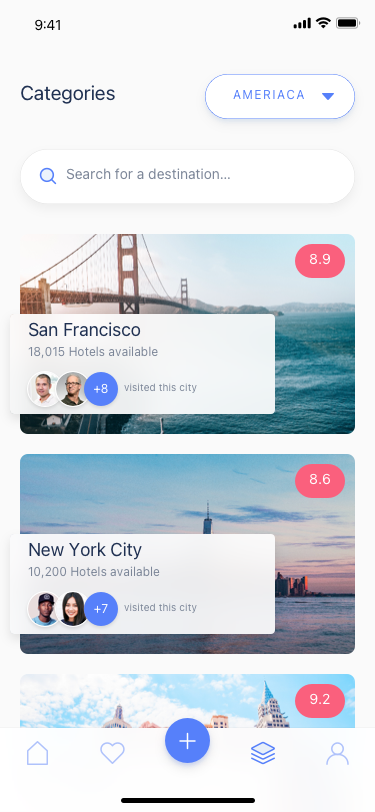 9:41
Categories
AMERIACA
Search for a destination...
8.9
San Francisco
18,015 Hotels available
+8
visited this city
8.6
New York City
10,200 Hotels available
+7
visited this city
9.2